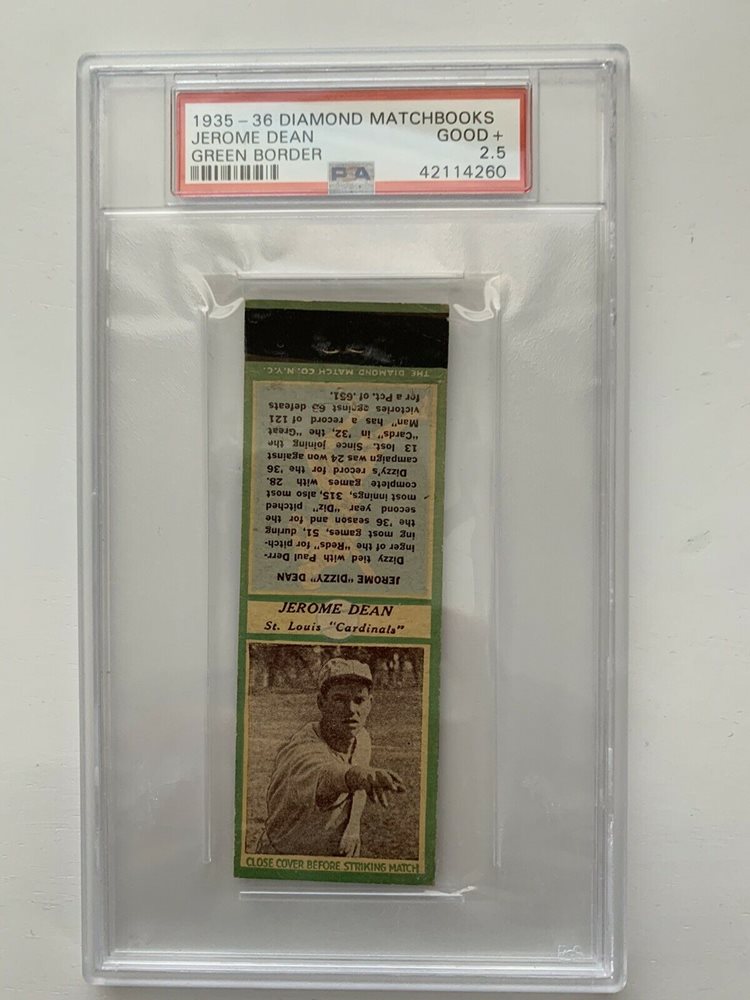 1935-36 DIAMOND MATCHBOOKS
JEROME DEAN GOOD +
GREEN BORDER 2.5
PSA 42114260
THE DIAMOND MATCH CO. N.Y.C.
JEROME "DIZZY" DEAN
Dizzy tied with Paul Derr-
inger of the "Reds" for pitch-
ing most games, 51, during
the '36 season and for the
second year "Diz" pitched
most innings, 315, also most
complete games with 28.
Dizzy's record for the '36
campaign was 24 won against
13 lost. Since joining the
"Cards" in '32, the "Great
Man" has a record of 121
victories against 63 defeats
for a Pct. of .651.
JEROME DEAN
St. Louis "Cardinals"
CLOSE COVER BEFORE STRIKING MATCH